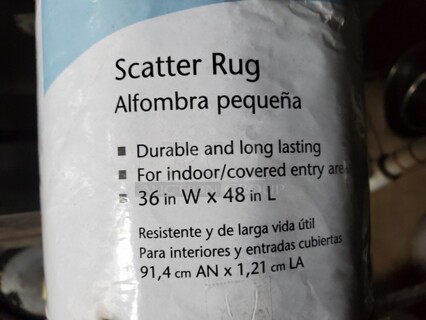 Scatter Rug
Alfombra pequeña
▪ Durable and long lasting
▪ For indoor/covered entry are
▪ 36 in W x 48 in L
Resistente y de larga vida útil
Para interiores y entradas cubiertas
91,4 cm AN x 1,21 cm LA